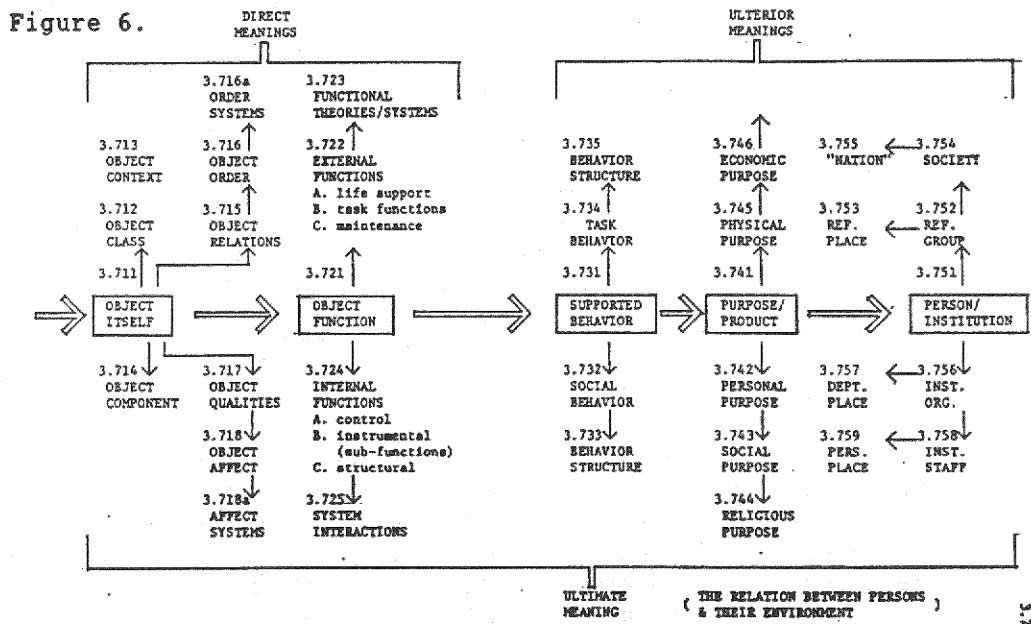 Figure 6.
DIRECT
MEANINGS
ULTERIOR
MEANINGS
3.716a
ORDER
SYSTEMS
3.723
FUNCTIONAL
THEORIES/SYSTEMS
3.713
OBJECT
CONTEXT
3.716
OBJECT
ORDER
3.722
EXTERNAL
FUNCTIONS
A. life support
B. task functions
C. maintenance
3.712
OBJECT
CLASS
3.715
OBJECT
RELATIONS
3.711
OBJECT
ITSELF
3.721
OBJECT
FUNCTION
3.714
OBJECT
COMPONENT
3.717
OBJECT
QUALITIES
3.718
OBJECT
AFFECT
3.718a
AFFECT
SYSTEMS
3.724
INTERNAL
FUNCTIONS
A. control
B. instrumental
(sub-functions)
C. structural
3.725
SYSTEM
INTERACTIONS
3.735
BEHAVIOR
STRUCTURE
3.734
TASK
BEHAVIOR
3.731
SUPPORTED
BEHAVIOR
3.732
SOCIAL
BEHAVIOR
3.733
BEHAVIOR
STRUCTURE
3.746
ECONOMIC
PURPOSE
3.745
PHYSICAL
PURPOSE
3.741
PURPOSE/
PRODUCT
3.742
PERSONAL
PURPOSE
3.743
SOCIAL
PURPOSE
3.744
RELIGIOUS
PURPOSE
3.755
"NATION"
3.754
SOCIETY
3.753
REF.
PLACE
3.752
REF.
GROUP
3.751
PERSON/
INSTITUTION
3.757
DEPT.
PLACE
3.756
INST.
ORG.
3.759
PERS.
PLACE
3.758
INST.
STAFF
ULTIMATE
MEANING
( THE RELATION BETWEEN PERSONS
& THEIR ENVIRONMENT )